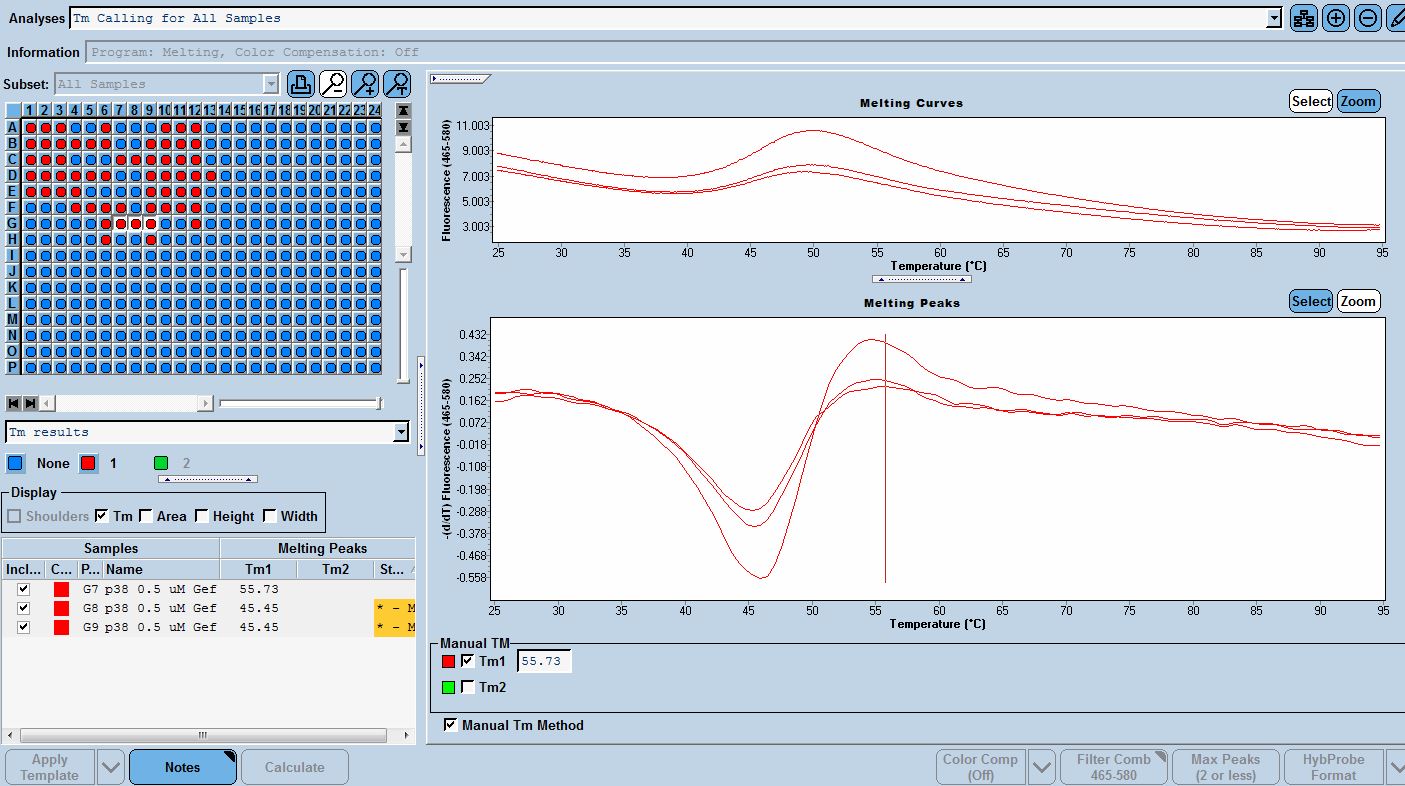 Analyses Tm Calling for All Samples
Information Program: Melting, Color Compensation: Off
Subset: All Samples
1 2 3 4 5 6 7 8 9 10 11 12 13 14 15 16 17 18 19 20 21 22 23 24
A
B
C
D
E
F
G
H
I
J
K
L
M
N
O
P
Tm results
None 1 2
Display
Shoulders Tm Area Height Width
Samples Melting Peaks
Incl... C... P... Name Tm1 Tm2 St...
G7 p38 0.5 uM Gef 55.73
G8 p38 0.5 uM Gef 45.45 * - M
G9 p38 0.5 uM Gef 45.45 * - M
Melting Curves
Select Zoom
Fluorescence (465-580)
11.003
9.003
7.003
5.003
3.003
25 30 35 40 45 50 55 60 65 70 75 80 85 90 95
Temperature (°C)
Melting Peaks
Select Zoom
-(d/dT) Fluorescence (465-580)
0.432
0.342
0.252
0.162
0.072
-0.018
-0.108
-0.198
-0.288
-0.378
-0.468
-0.558
25 30 35 40 45 50 55 60 65 70 75 80 85 90 95
Temperature (°C)
Manual TM
Tm1 55.73
Tm2
Manual Tm Method
Apply Template
Notes
Calculate
Color Comp (Off)
Filter Comb 465-580
Max Peaks (2 or less)
HybProbe Format